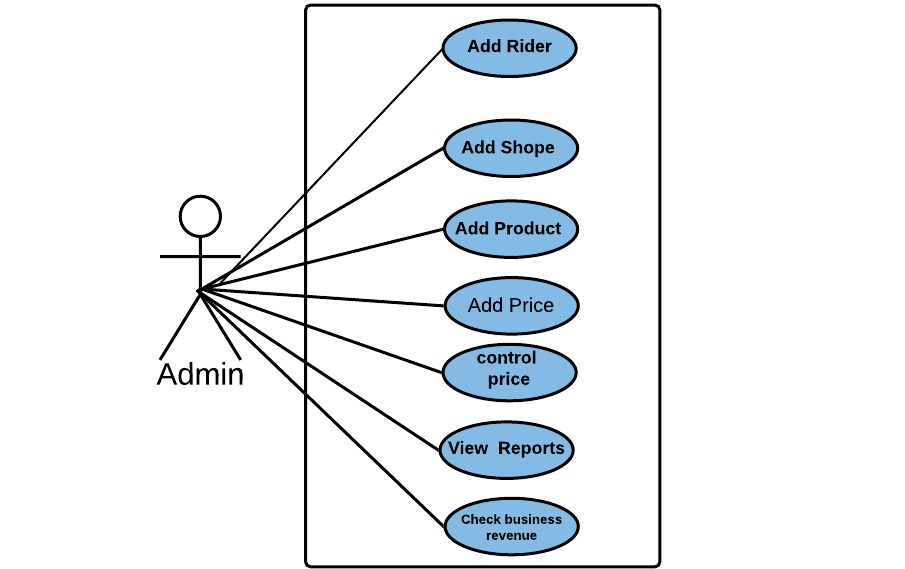 Add Rider
Add Shope
Add Product
Add Price
control
price
Admin
View  Reports
Check business
revenue